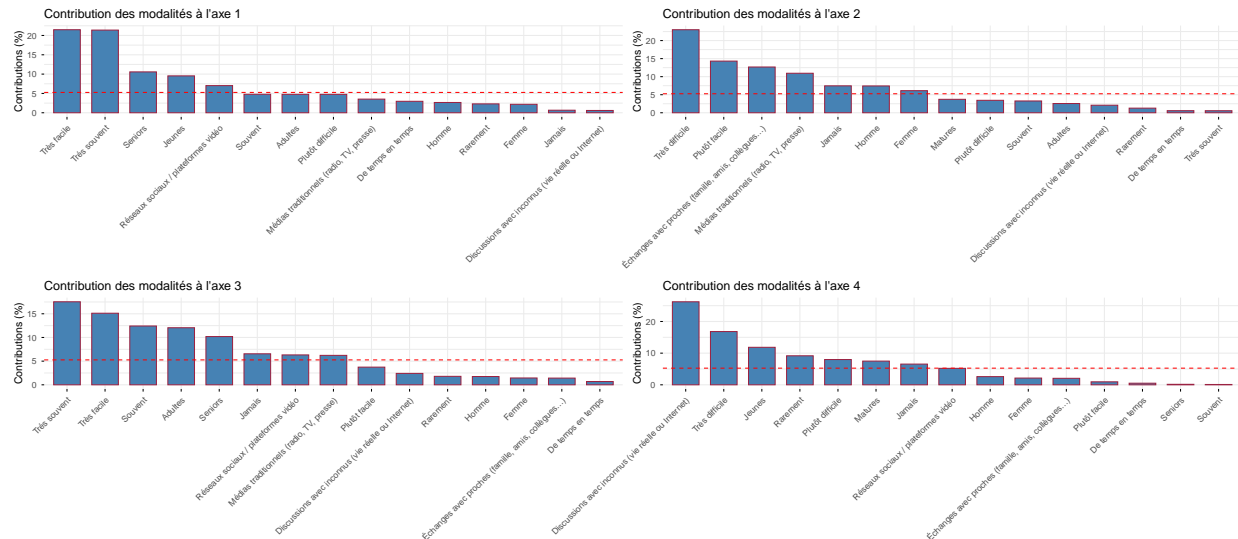 Contribution des modalités à l'axe 1
Contributions (%)
20
15
10
5
0
Très facile
Très souvent
Seniors
Jeunes
Réseaux sociaux / plateformes vidéo
Souvent
Adultes
Plutôt difficile
Médias traditionnels (radio, TV, presse)
De temps en temps
Homme
Rarement
Femme
Jamais
Discussions avec inconnus (vie réelle ou Internet)
Contribution des modalités à l'axe 2
Contributions (%)
20
15
10
5
0
Très difficile
Plutôt facile
Échanges avec proches (famille, amis, collègues...)
Médias traditionnels (radio, TV, presse)
Jamais
Homme
Femme
Matures
Plutôt difficile
Souvent
Adultes
Discussions avec inconnus (vie réelle ou Internet)
Rarement
De temps en temps
Très souvent
Contribution des modalités à l'axe 3
Contributions (%)
15
10
5
0
Très souvent
Très facile
Souvent
Adultes
Seniors
Jamais
Réseaux sociaux / plateformes vidéo
Médias traditionnels (radio, TV, presse)
Plutôt facile
Discussions avec inconnus (vie réelle ou Internet)
Rarement
Homme
Femme
Échanges avec proches (famille, amis, collègues...)
De temps en temps
Contribution des modalités à l'axe 4
Contributions (%)
20
10
0
Discussions avec inconnus (vie réelle ou Internet)
Très difficile
Jeunes
Rarement
Plutôt difficile
Matures
Jamais
Réseaux sociaux / plateformes vidéo
Homme
Femme
Échanges avec proches (famille, amis, collègues...)
Plutôt facile
De temps en temps
Seniors
Souvent